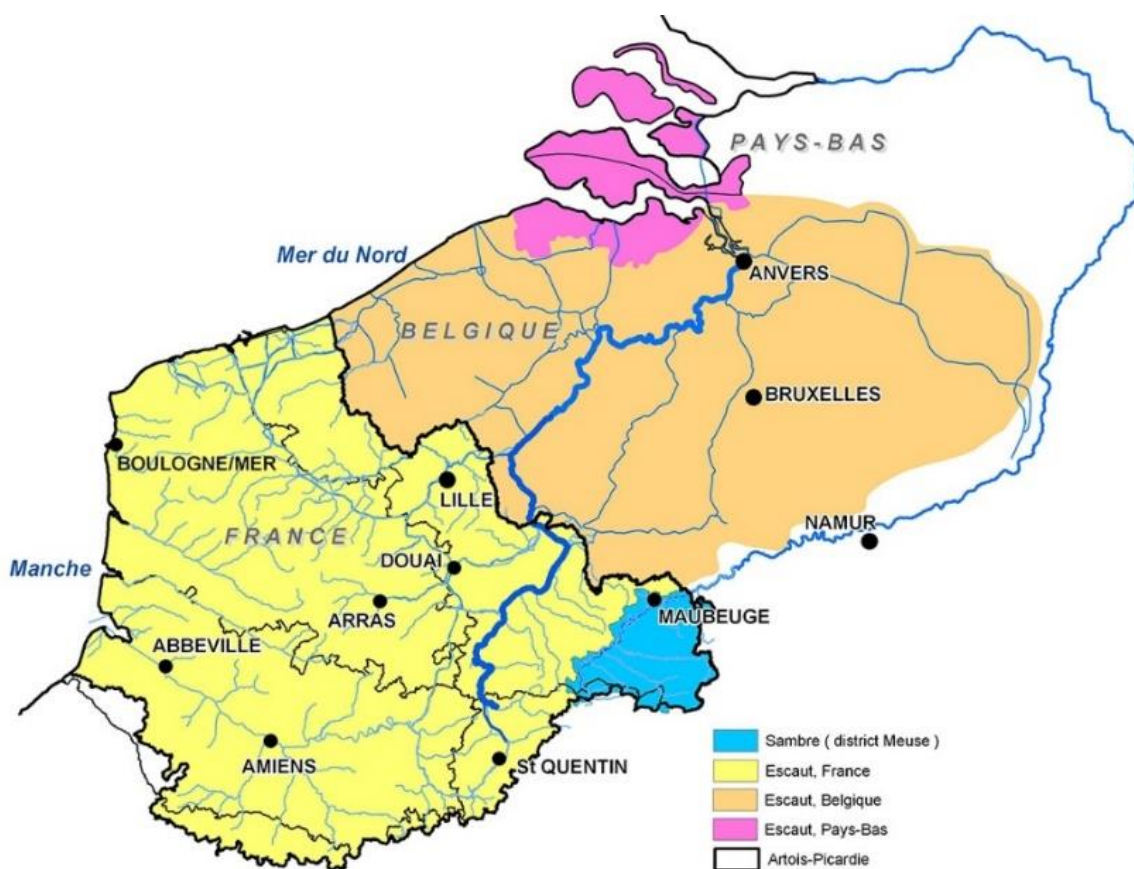 PAYS-BAS
Mer du Nord
ANVERS
BELGIQUE
BRUXELLES
BOULOGNE/MER
LILLE
NAMUR
FRANCE
Manche
DOUAI
MAUBEUGE
ARRAS
ABBEVILLE
AMIENS
St QUENTIN
Sambre ( district Meuse )
Escaut, France
Escaut, Belgique
Escaut, Pays-Bas
Artois-Picardie